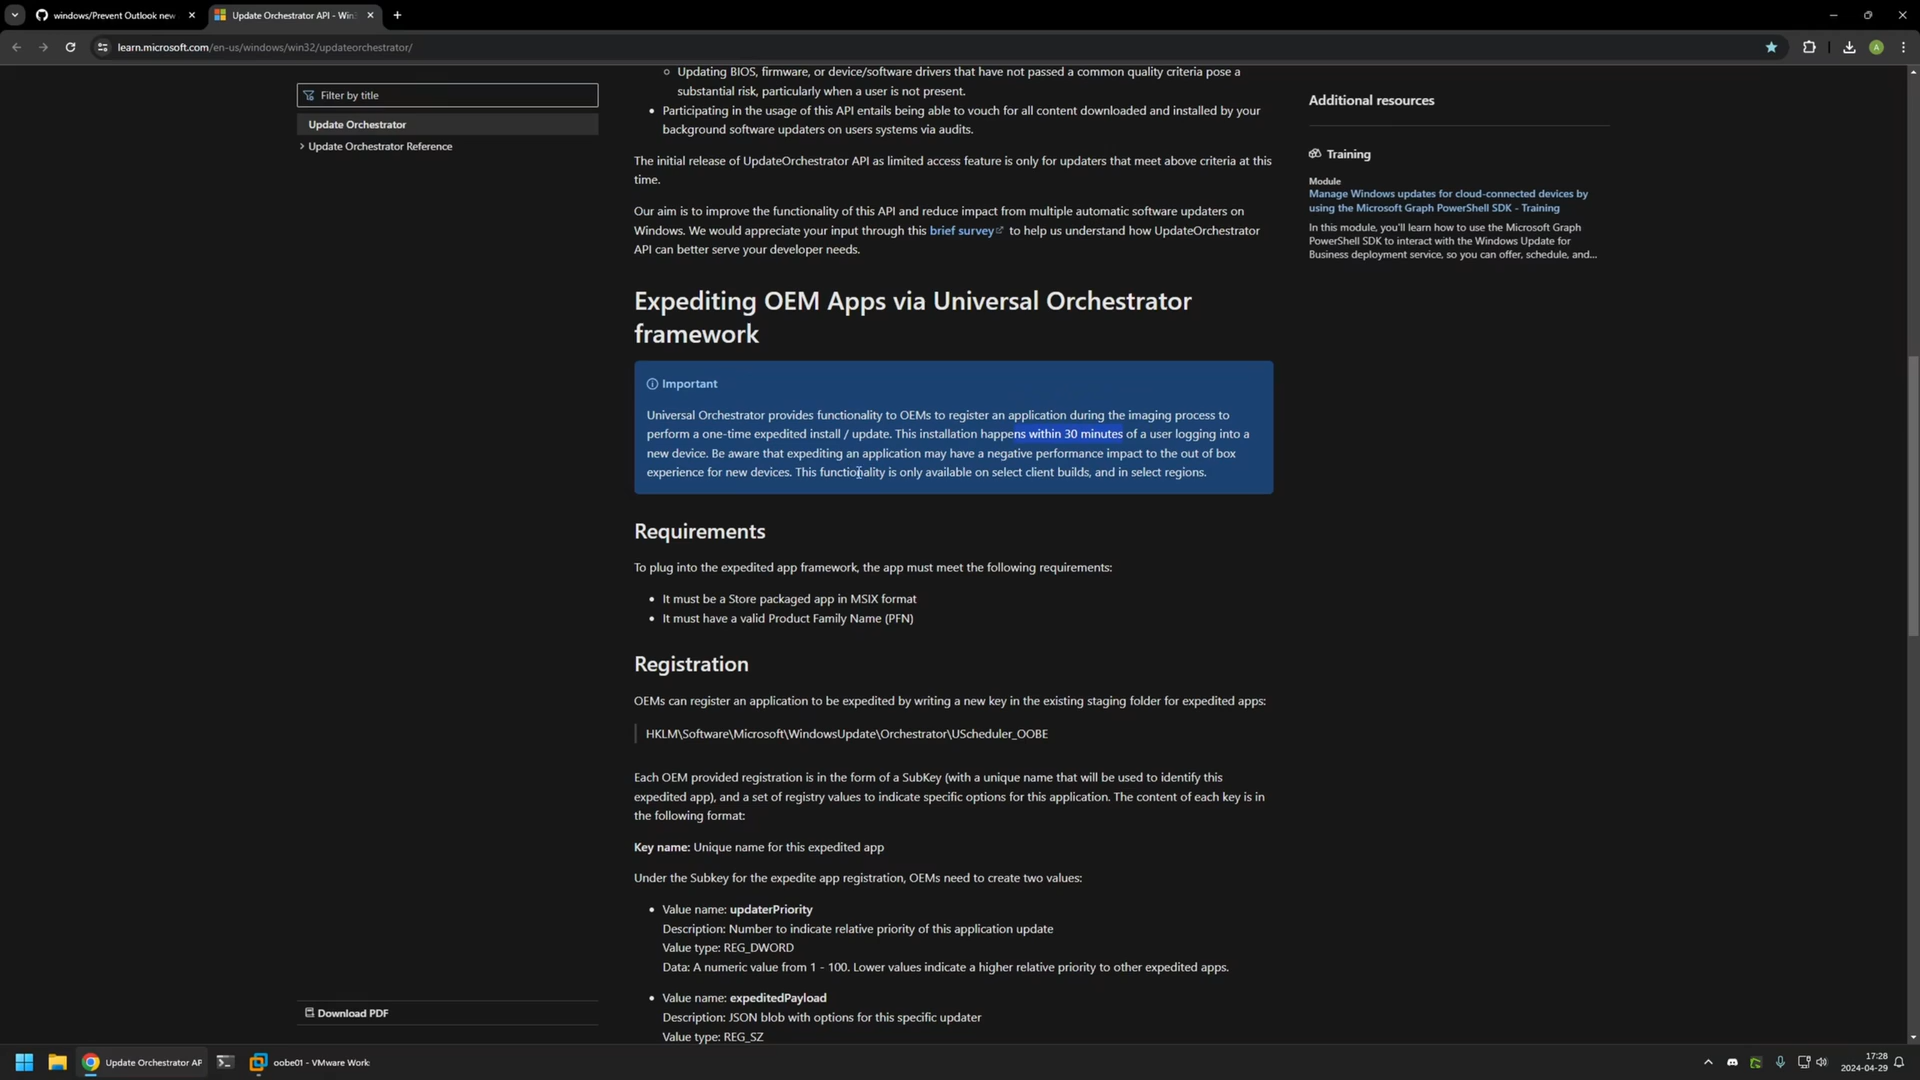 windows/Prevent Outlook new
Update Orchestrator API - Win
learn.microsoft.com/en-us/windows/win32/updateorchestrator/
A
Filter by title
Update Orchestrator
Update Orchestrator Reference
Download PDF
Updating BIOS, firmware, or device/software drivers that have not passed a common quality criteria pose a
substantial risk, particularly when a user is not present.
Participating in the usage of this API entails being able to vouch for all content downloaded and installed by your
background software updaters on users systems via audits.
The initial release of UpdateOrchestrator API as limited access feature is only for updaters that meet above criteria at this
time.
Our aim is to improve the functionality of this API and reduce impact from multiple automatic software updaters on
Windows. We would appreciate your input through this brief survey to help us understand how UpdateOrchestrator
API can better serve your developer needs.
Expediting OEM Apps via Universal Orchestrator
framework
Important
Universal Orchestrator provides functionality to OEMs to register an application during the imaging process to
perform a one-time expedited install / update. This installation happens within 30 minutes of a user logging into a
new device. Be aware that expediting an application may have a negative performance impact to the out of box
experience for new devices. This functionality is only available on select client builds, and in select regions.
Requirements
To plug into the expedited app framework, the app must meet the following requirements:
It must be a Store packaged app in MSIX format
It must have a valid Product Family Name (PFN)
Registration
OEMs can register an application to be expedited by writing a new key in the existing staging folder for expedited apps:
HKLM\Software\Microsoft\WindowsUpdate\Orchestrator\UScheduler_OOBE
Each OEM provided registration is in the form of a SubKey (with a unique name that will be used to identify this
expedited app), and a set of registry values to indicate specific options for this application. The content of each key is in
the following format:
Key name: Unique name for this expedited app
Under the Subkey for the expedite app registration, OEMs need to create two values:
Value name: updaterPriority
Description: Number to indicate relative priority of this application update
Value type: REG_DWORD
Data: A numeric value from 1 - 100. Lower values indicate a higher relative priority to other expedited apps.
Value name: expeditedPayload
Description: JSON blob with options for this specific updater
Value type: REG_SZ
Additional resources
Training
Module
Manage Windows updates for cloud-connected devices by
using the Microsoft Graph PowerShell SDK - Training
In this module, you'll learn how to use the Microsoft Graph
PowerShell SDK to interact with the Windows Update for
Business deployment service, so you can offer, schedule, and...
Update Orchestrator AP
oobe01 - VMware Work
17:28
2024-04-29